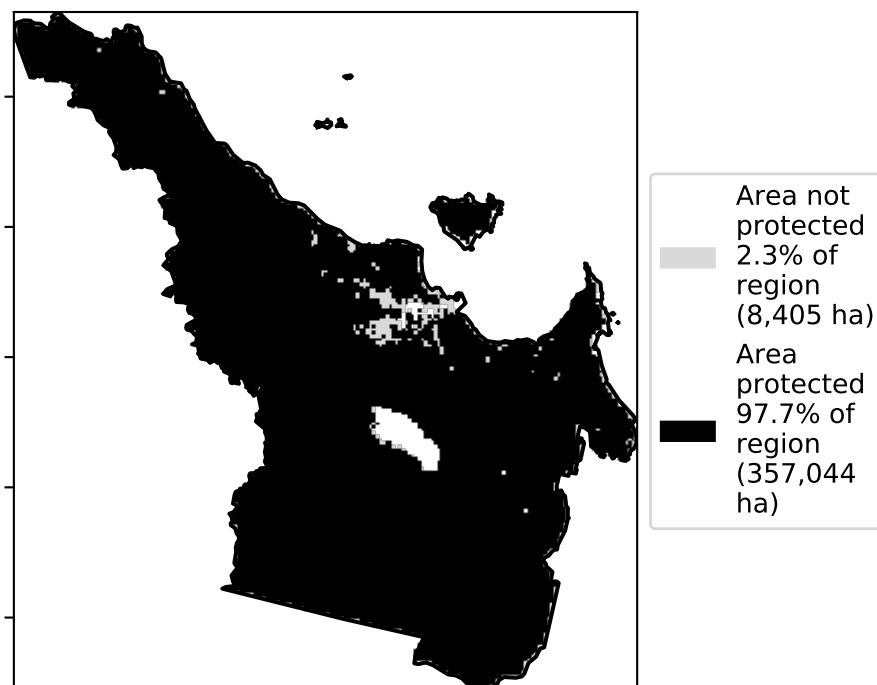 Area not
protected
2.3% of
region
(8,405 ha)
Area
protected
97.7% of
region
(357,044
ha)